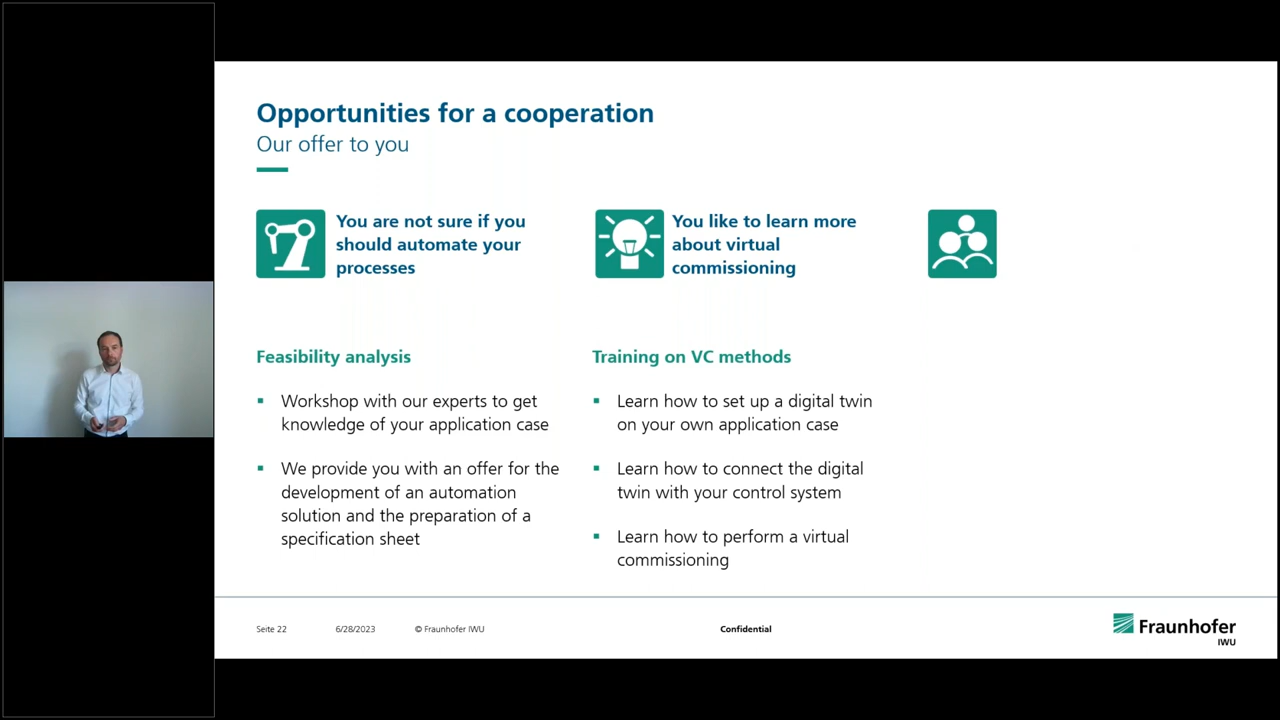 Opportunities for a cooperation
Our offer to you
You are not sure if you
should automate your
processes
You like to learn more
about virtual
commissioning
Feasibility analysis
▪ Workshop with our experts to get
knowledge of your application case
▪ We provide you with an offer for the
development of an automation
solution and the preparation of a
specification sheet
Training on VC methods
▪ Learn how to set up a digital twin
on your own application case
▪ Learn how to connect the digital
twin with your control system
▪ Learn how to perform a virtual
commissioning
Seite 22
6/28/2023
© Fraunhofer IWU
Confidential
Fraunhofer
IWU